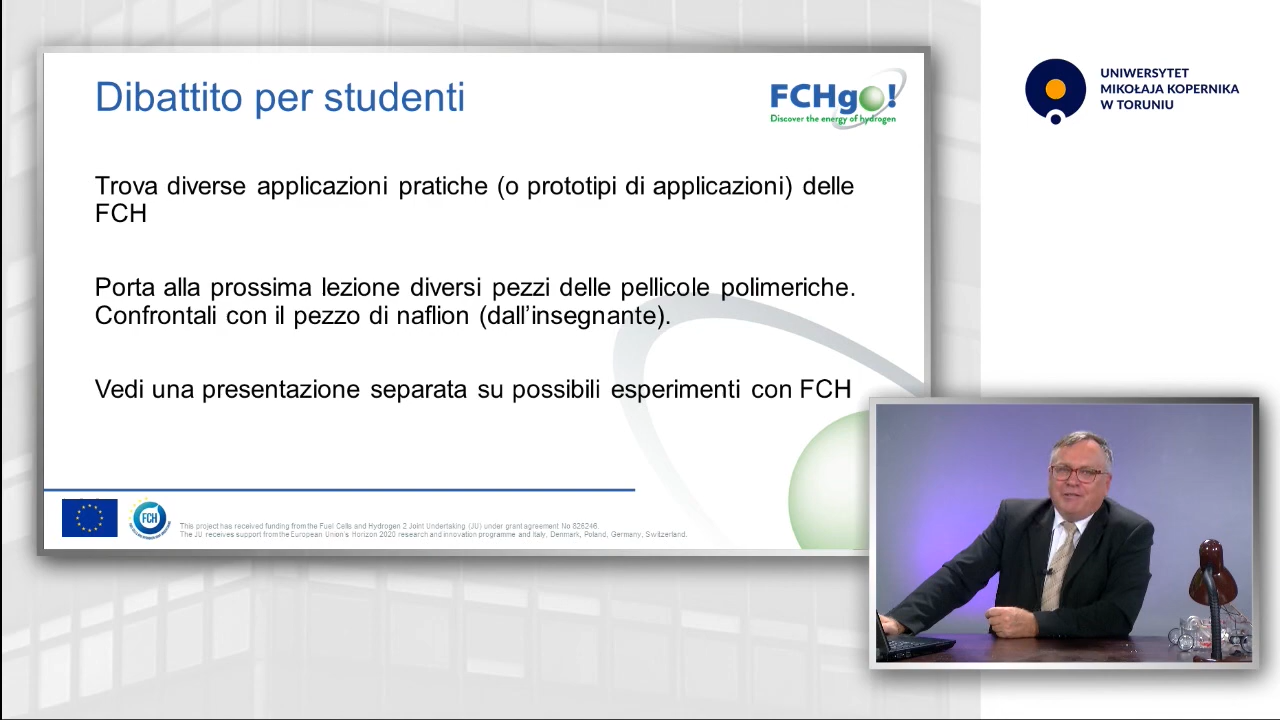 Dibattito per studenti
FCHgo!
Discover the energy of hydrogen
UNIWERSYTET
MIKOŁAJA KOPERNIKA
W TORUNIU
Trova diverse applicazioni pratiche (o prototipi di applicazioni) delle
FCH
Porta alla prossima lezione diversi pezzi delle pellicole polimeriche.
Confrontali con il pezzo di naflion (dall’insegnante).
Vedi una presentazione separata su possibili esperimenti con FCH
FCH
This project has received funding from the Fuel Cells and Hydrogen 2 Joint Undertaking (JU) under grant agreement No 826246.
The JU receives support from the European Union's Horizon 2020 research and innovation programme and Italy, Denmark, Poland, Germany, Switzerland.